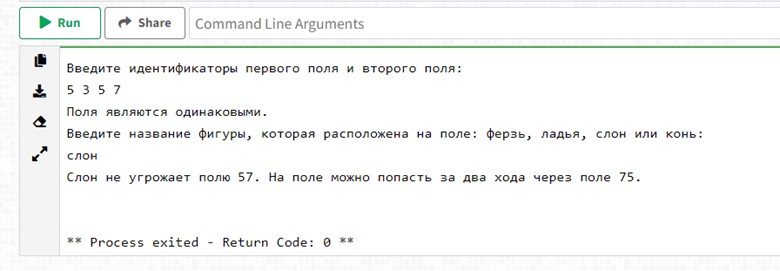 Run
Share
Command Line Arguments
Введите идентификаторы первого поля и второго поля:
5 3 5 7
Поля являются одинаковыми.
Введите название фигуры, которая расположена на поле: ферзь, ладья, слон или конь:
слон
Слон не угрожает полю 57. На поле можно попасть за два хода через поле 75.
** Process exited - Return Code: 0 **